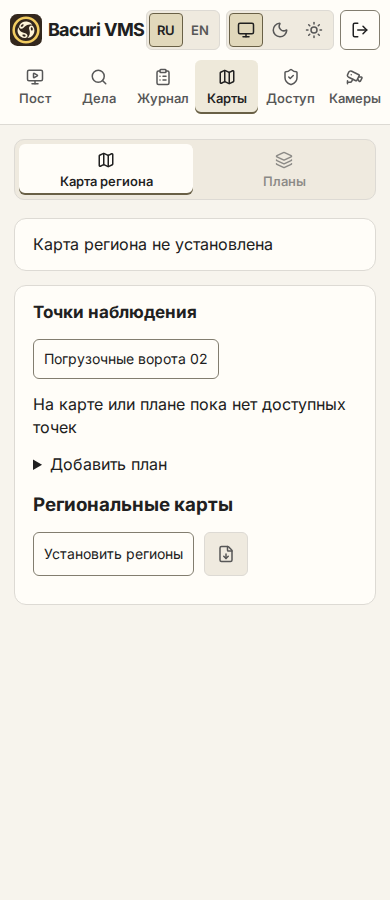 Bacuri VMS RU EN
Пост Дела Журнал Карты Доступ Камеры
Карта региона Планы
Карта региона не установлена
Точки наблюдения
Погрузочные ворота 02
На карте или плане пока нет доступных
точек
Добавить план
Региональные карты
Установить регионы